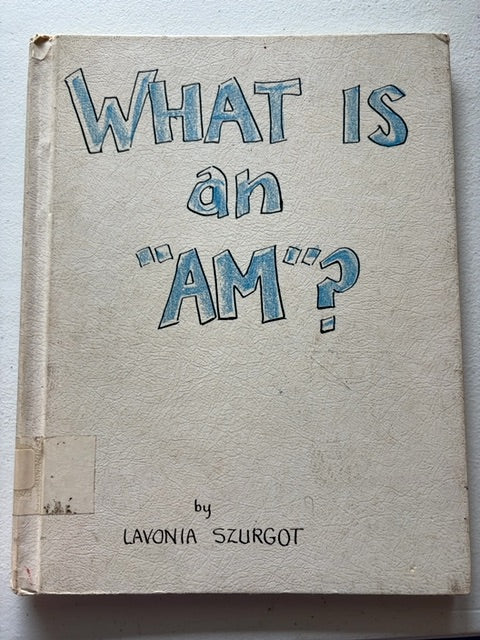 WHAT IS
an
"AM"?
by
LAVONIA SZURGOT